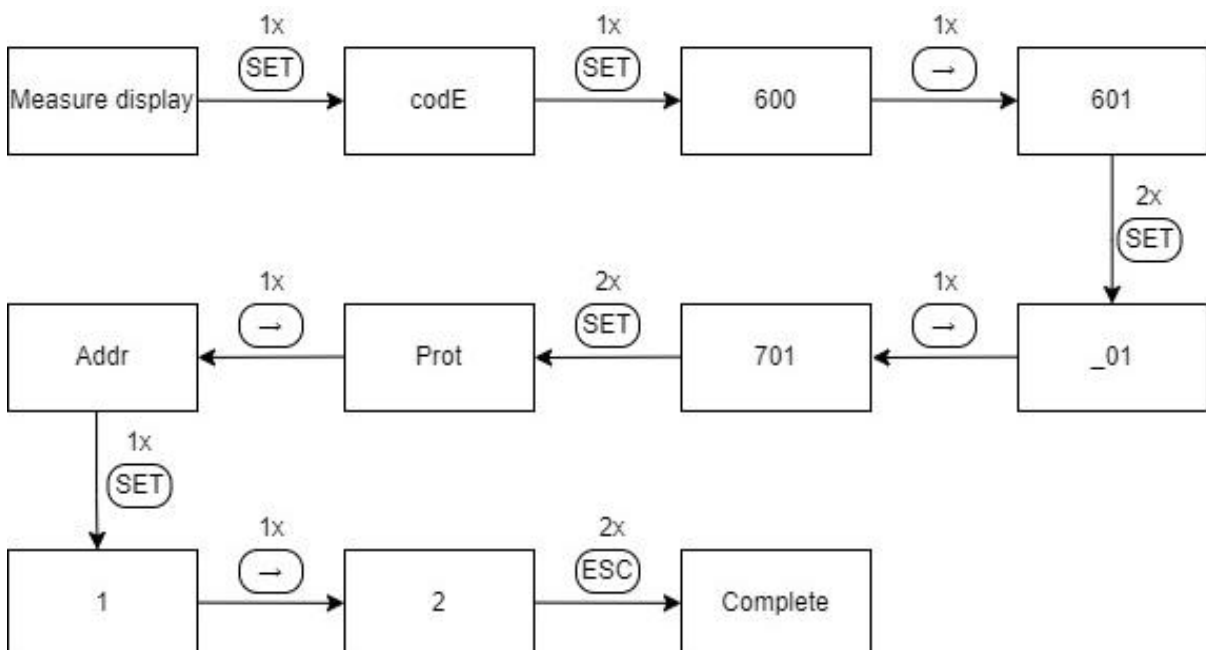 1x
SET
1x
SET
1x
→
Measure display
codE
600
601
2x
SET
1x
→
2x
SET
1x
→
_01
701
Prot
Addr
1x
SET
1x
→
2x
ESC
1
2
Complete